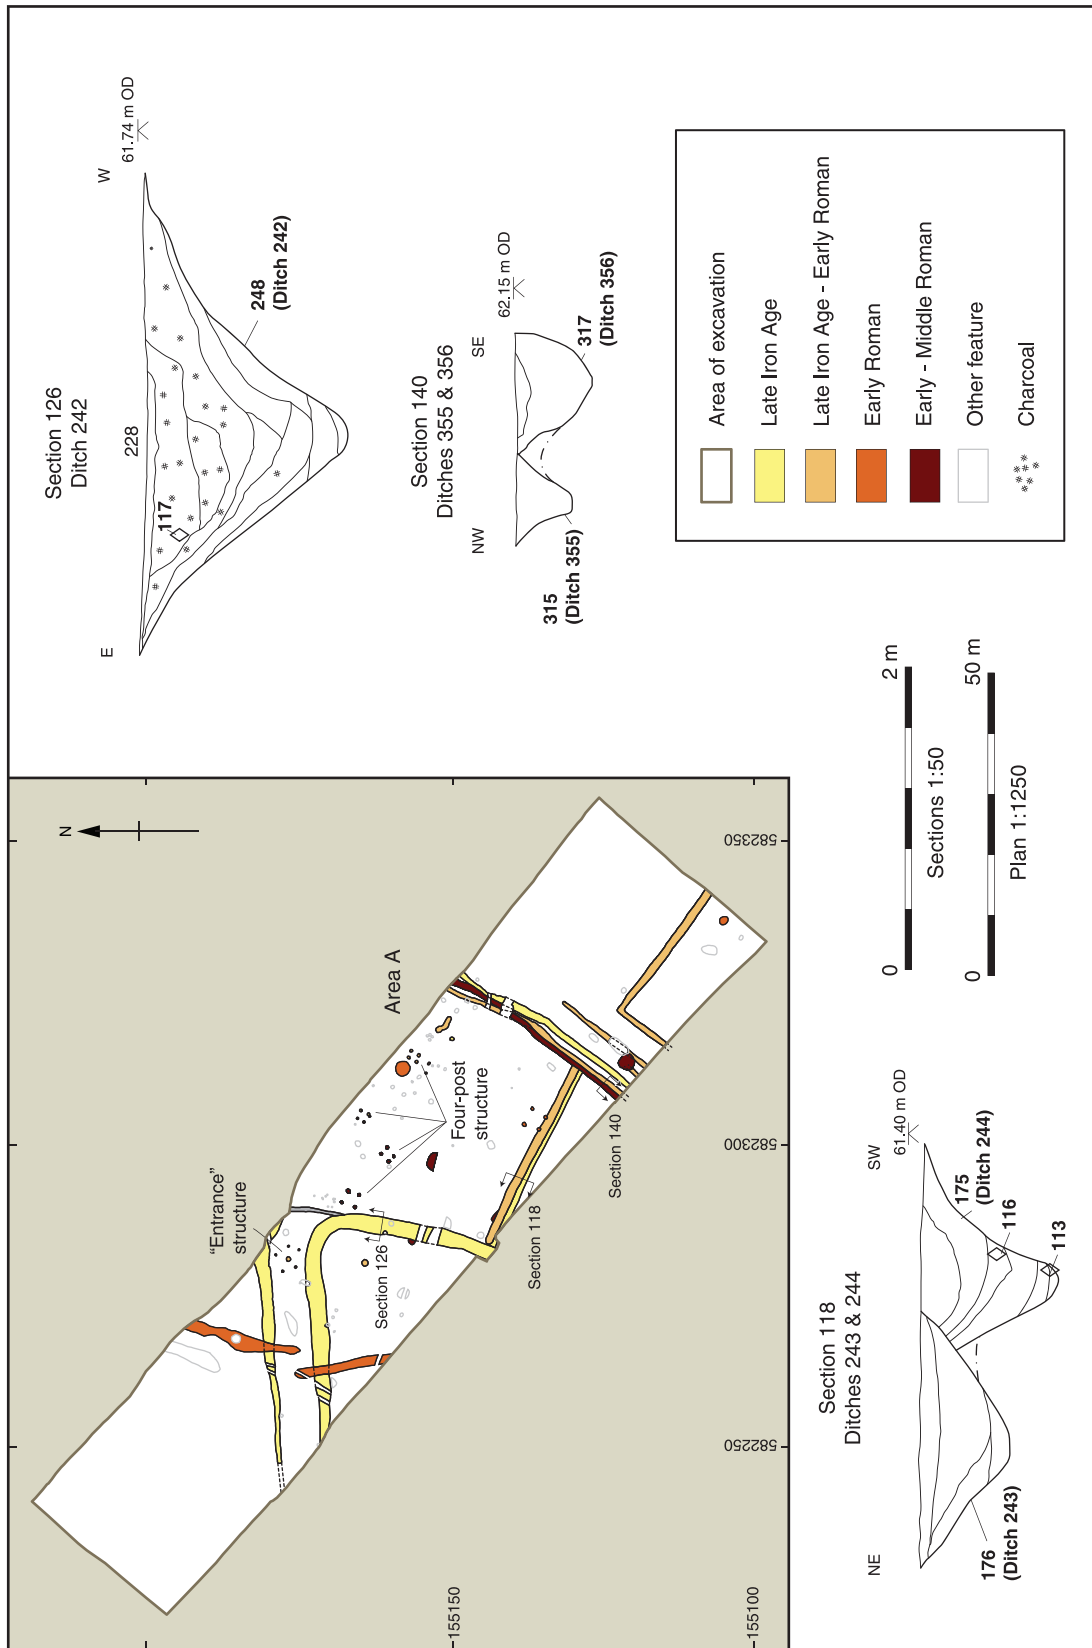 Section 126
Ditch 242
E
W
61.74 m OD
228
117
248
(Ditch 242)
Section 140
Ditches 355 & 356
NW
SE
62.15 m OD
315
(Ditch 355)
317
(Ditch 356)
Area of excavation
Late Iron Age
Late Iron Age - Early Roman
Early Roman
Early - Middle Roman
Other feature
Charcoal
N
Area A
"Entrance"
structure
Four-post
structure
Section 126
Section 118
Section 140
582350
582300
582250
155150
155100
0
2 m
Sections 1:50
0
50 m
Plan 1:1250
Section 118
Ditches 243 & 244
NE
SW
61.40 m OD
176
(Ditch 243)
175
(Ditch 244)
116
113